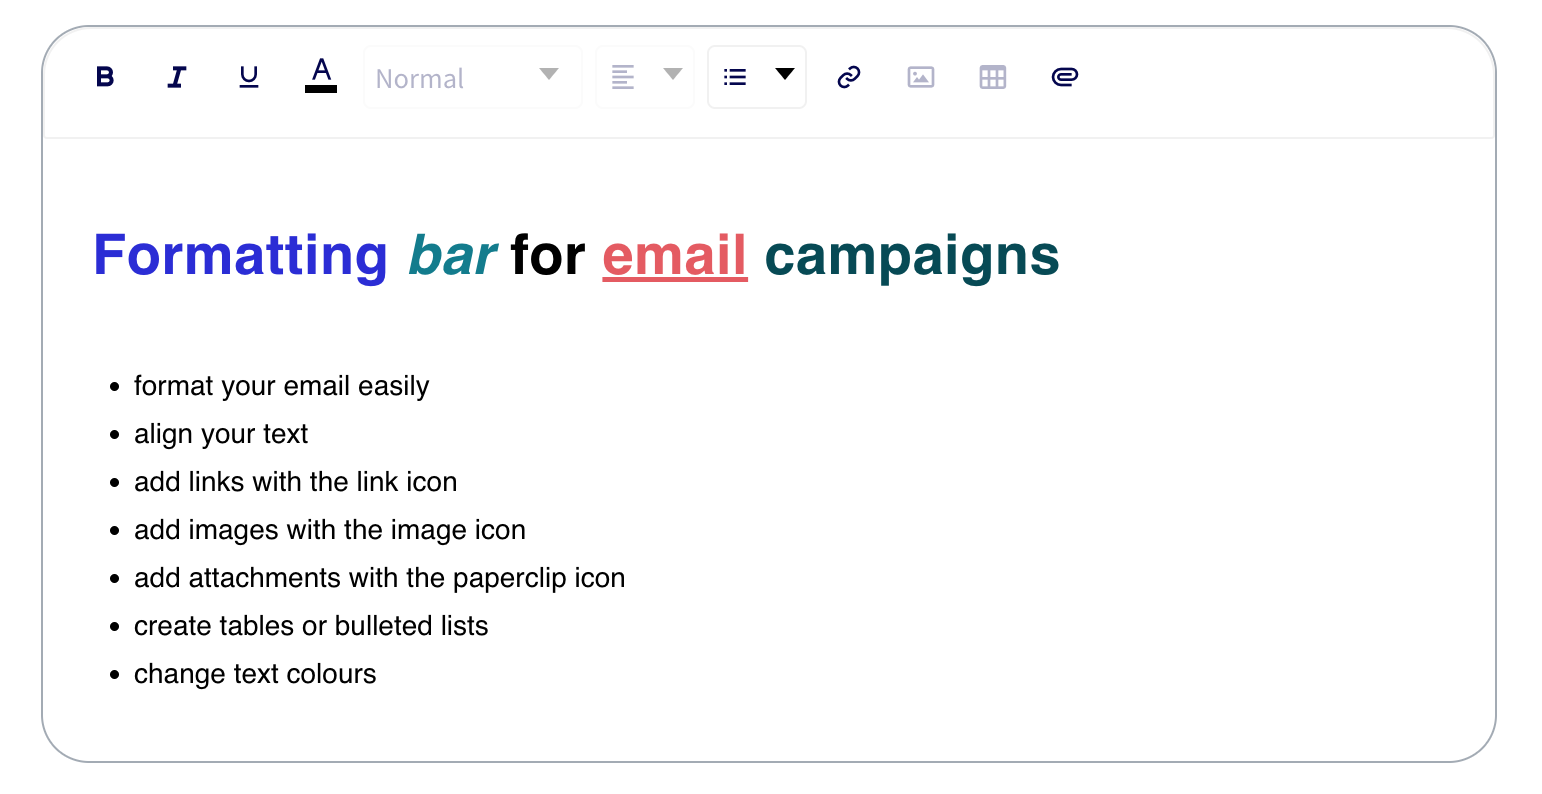 B I U A Normal
Formatting bar for email campaigns
• format your email easily
• align your text
• add links with the link icon
• add images with the image icon
• add attachments with the paperclip icon
• create tables or bulleted lists
• change text colours